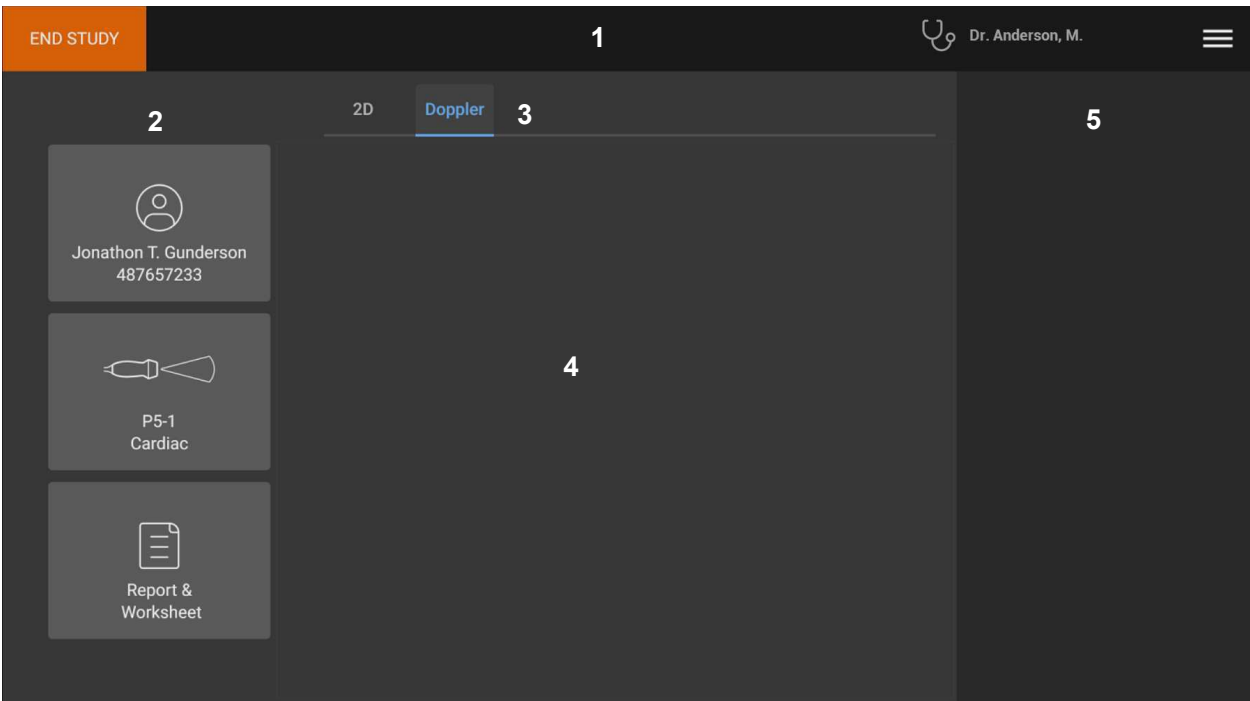 END STUDY
1
Dr. Anderson, M.
2
2D
Doppler
3
5
Jonathon T. Gunderson
487657233
4
P5-1
Cardiac
Report &
Worksheet